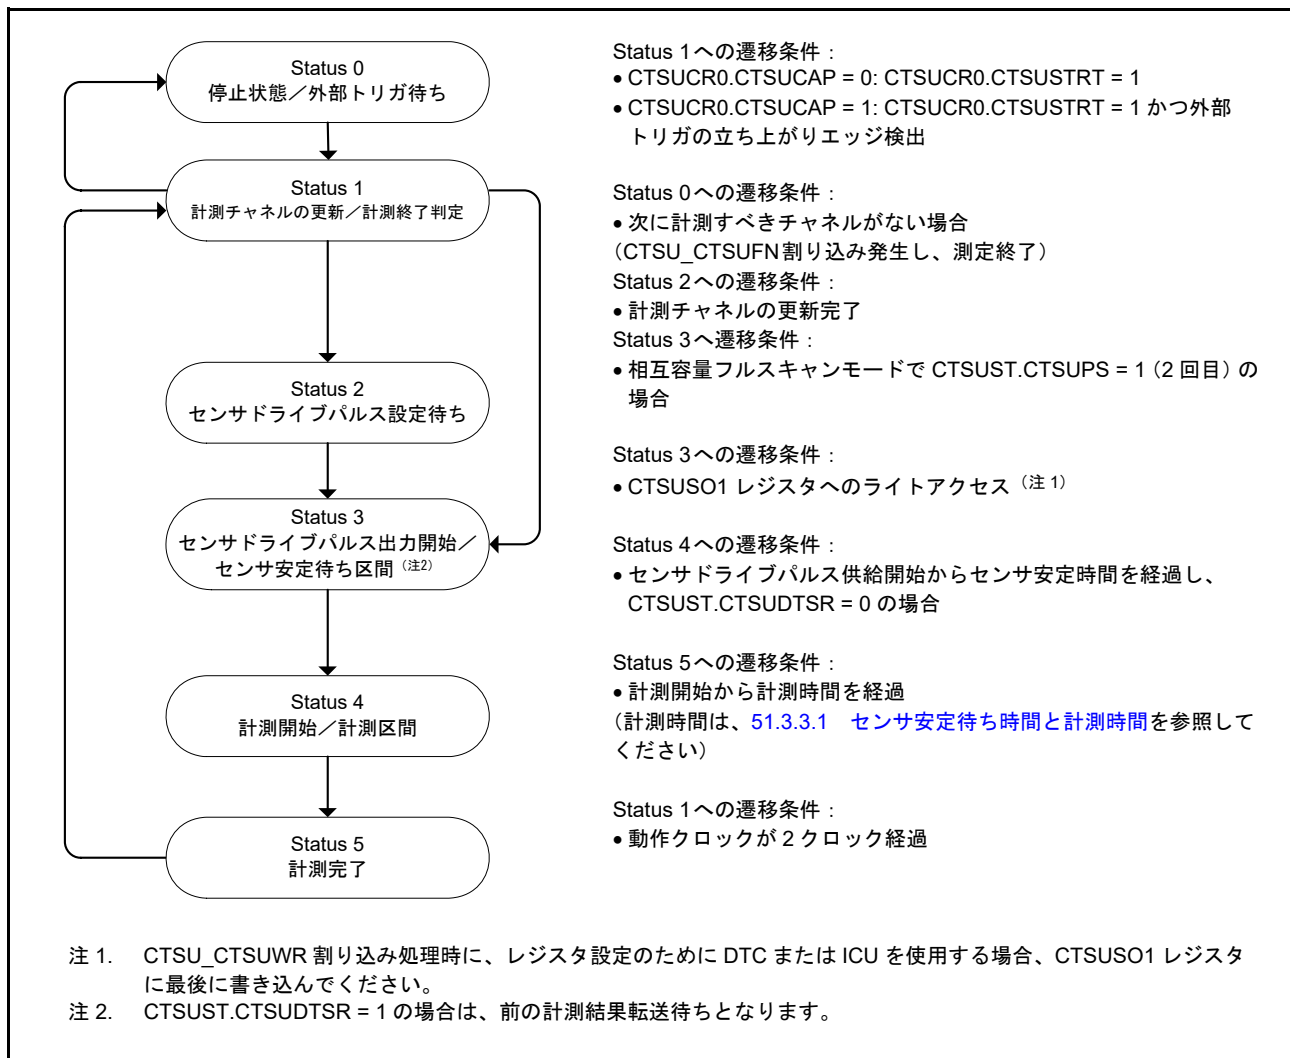 Status 0
停止状態／外部トリガ待ち
Status 1
計測チャネルの更新／計測終了判定
Status 2
センサドライブパルス設定待ち
Status 3
センサドライブパルス出力開始／
センサ安定待ち区間（注2）
Status 4
計測開始／計測区間
Status 5
計測完了
Status 1への遷移条件：
• CTSUCR0.CTSUCAP = 0: CTSUCR0.CTSUSTRT = 1
• CTSUCR0.CTSUCAP = 1: CTSUCR0.CTSUSTRT = 1 かつ外部
トリガの立ち上がりエッジ検出
Status 0への遷移条件：
• 次に計測すべきチャネルがない場合
（CTSU_CTSUFN割り込み発生し、測定終了）
Status 2への遷移条件：
• 計測チャネルの更新完了
Status 3へ遷移条件：
• 相互容量フルスキャンモードで CTSUST.CTSUPS = 1（2 回目）の
場合
Status 3への遷移条件：
• CTSUSO1 レジスタへのライトアクセス（注 1）
Status 4への遷移条件：
• センサドライブパルス供給開始からセンサ安定時間を経過し、
CTSUST.CTSUDTSR = 0 の場合
Status 5への遷移条件：
• 計測開始から計測時間を経過
（計測時間は、51.3.3.1　センサ安定待ち時間と計測時間を参照して
ください）
Status 1への遷移条件：
• 動作クロックが 2 クロック経過
注 1. CTSU_CTSUWR 割り込み処理時に、レジスタ設定のために DTC または ICU を使用する場合、CTSUSO1 レジスタ
に最後に書き込んでください。
注 2. CTSUST.CTSUDTSR = 1 の場合は、前の計測結果転送待ちとなります。